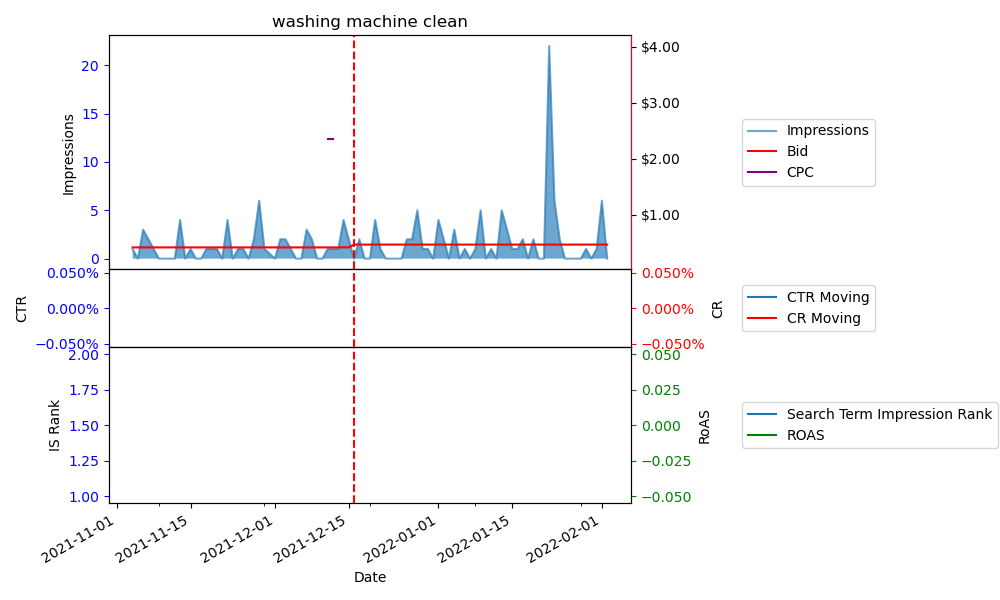 washing machine clean
Impressions
20
15
10
5
0
$4.00
$3.00
$2.00
$1.00
Impressions
Bid
CPC
CTR
0.050%
0.000%
−0.050%
0.050%
0.000%
−0.050%
CR
CTR Moving
CR Moving
IS Rank
2.00
1.75
1.50
1.25
1.00
0.050
0.025
0.000
−0.025
−0.050
RoAS
Search Term Impression Rank
ROAS
2021-11-01
2021-11-15
2021-12-01
2021-12-15
2022-01-01
2022-01-15
2022-02-01
Date